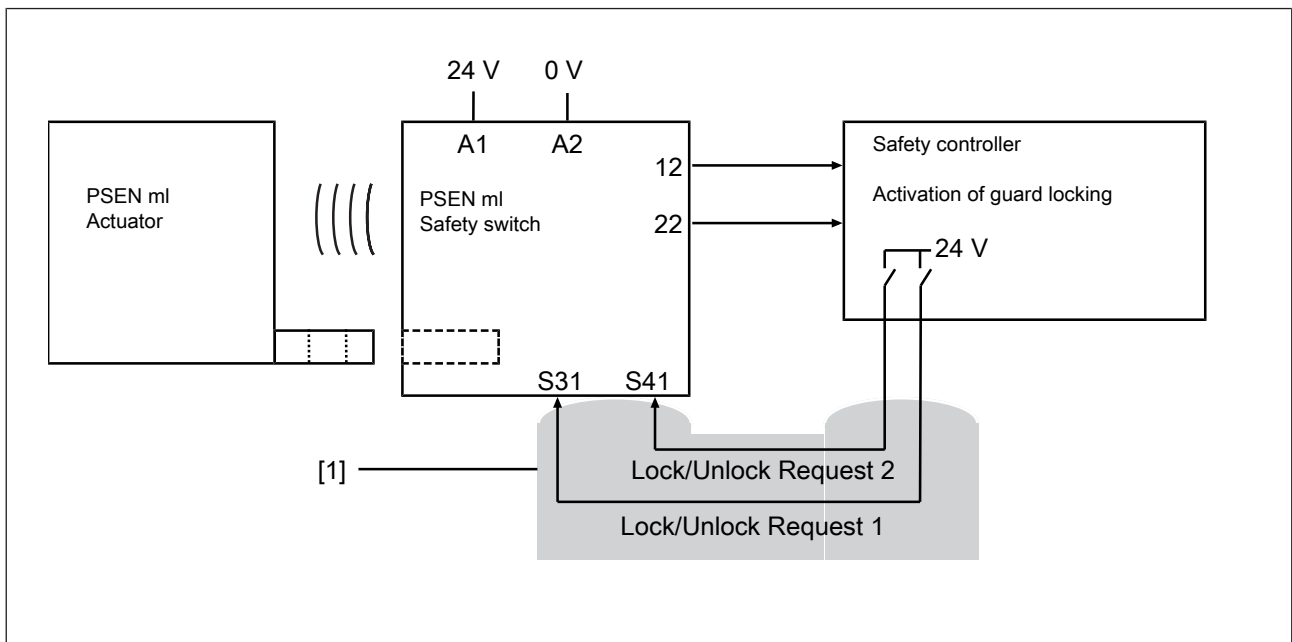 24 V
0 V
A1
A2
PSEN ml
Actuator
PSEN ml
Safety switch
12
22
S31
S41
Safety controller
Activation of guard locking
24 V
[1]
Lock/Unlock Request 2
Lock/Unlock Request 1